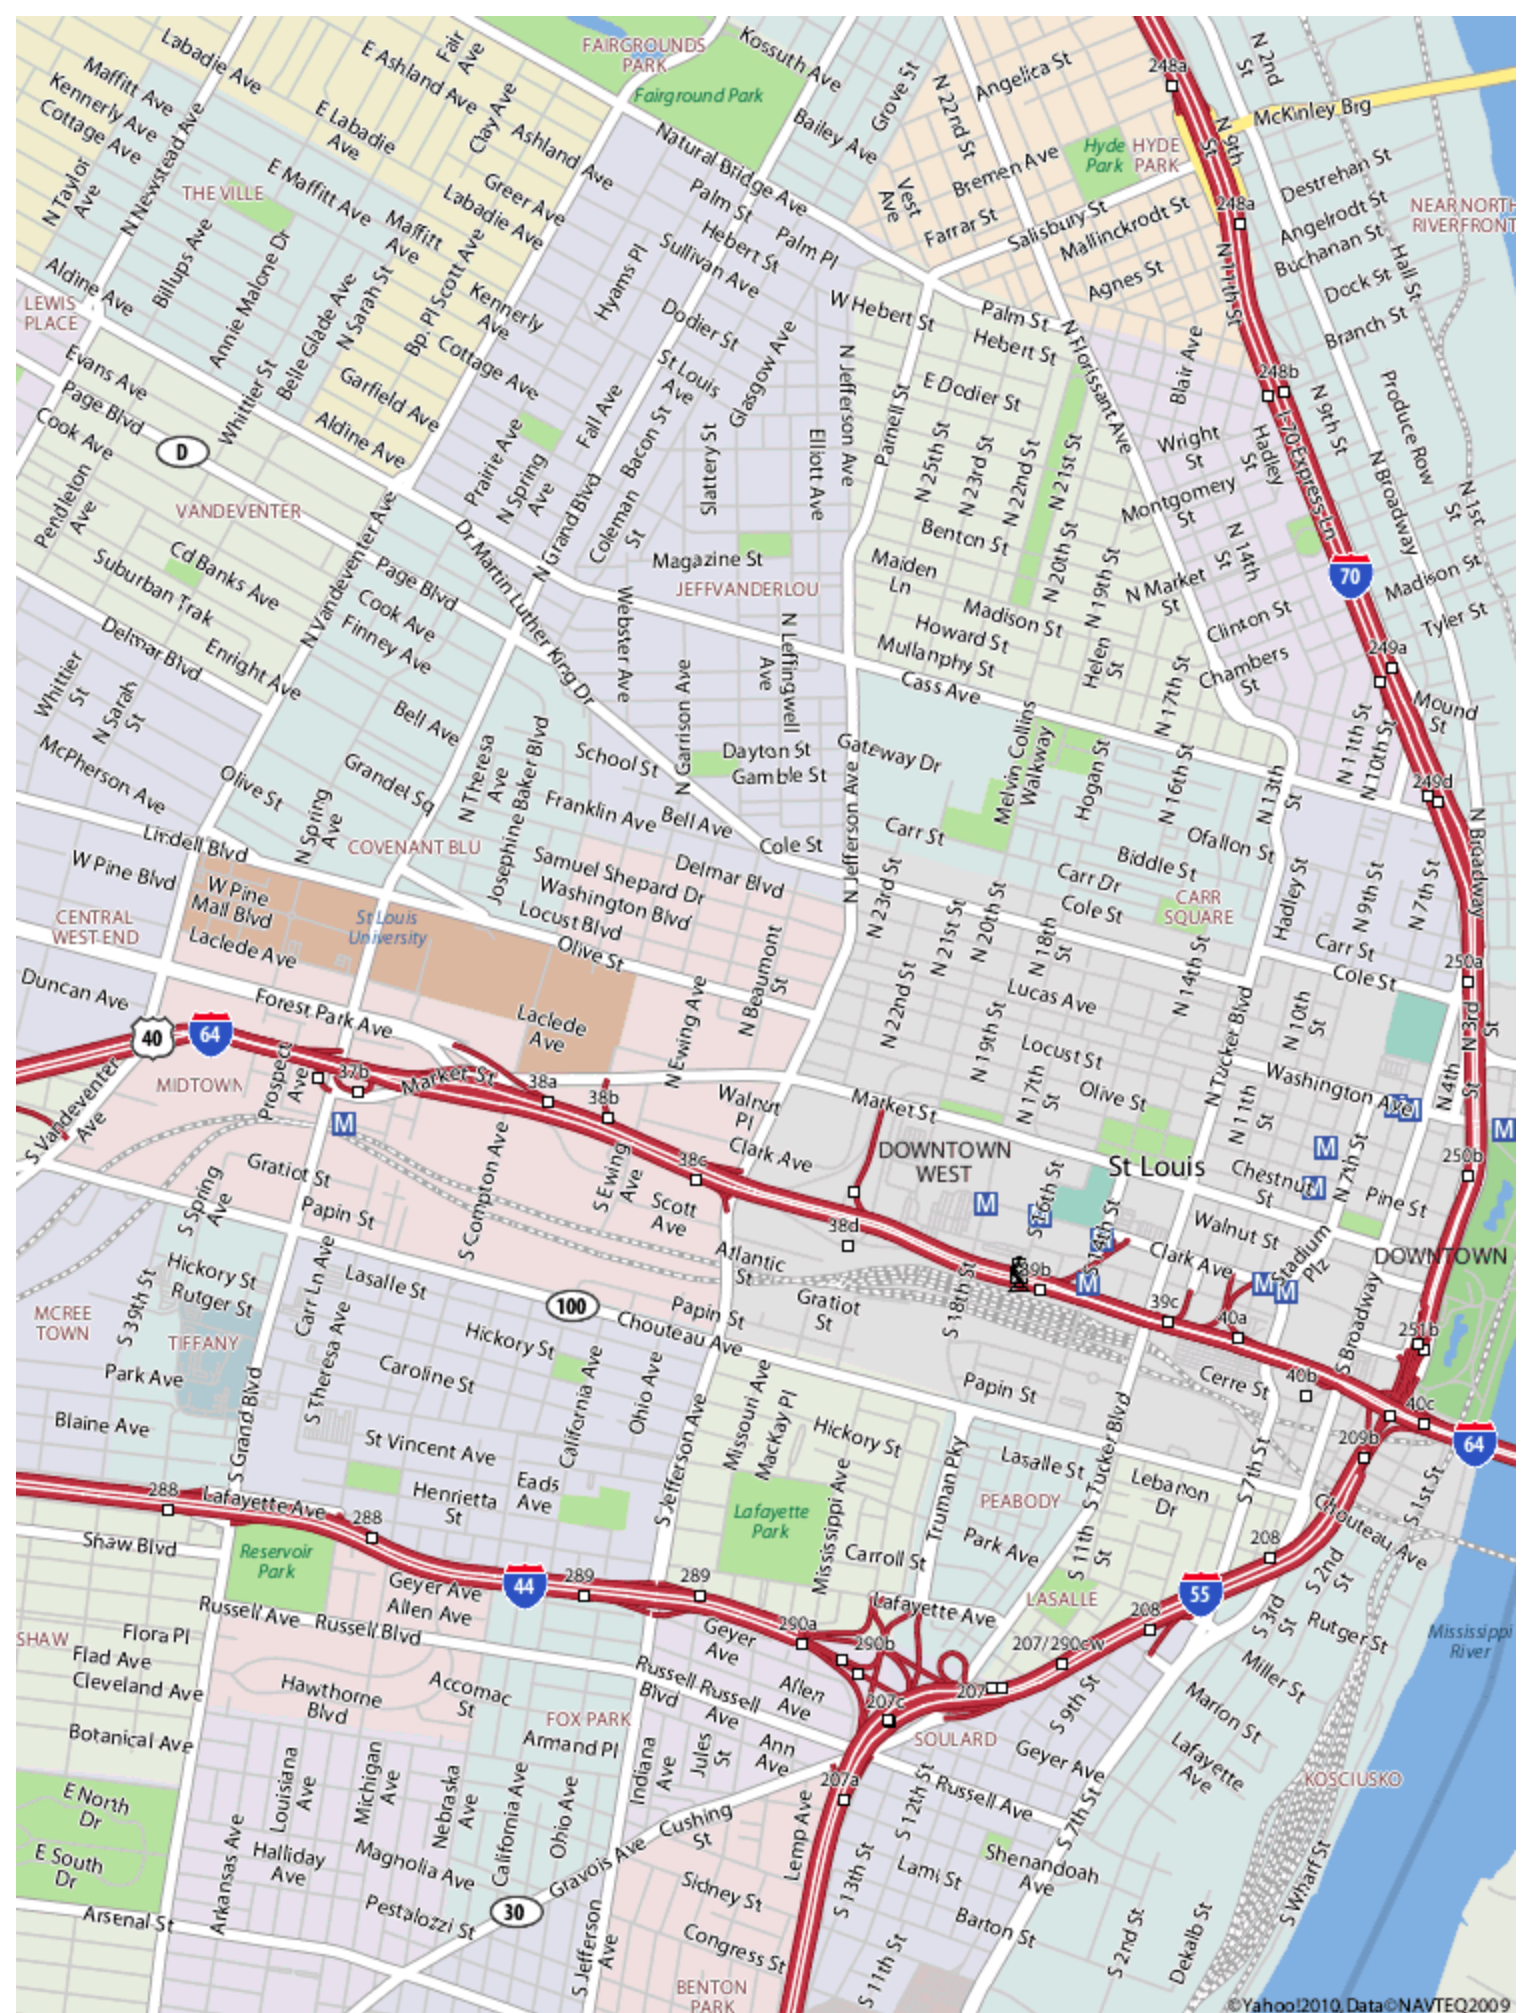 FAIRGROUNDS
PARK
Fairground Park
Kossuth Ave
Labadie Ave
E Ashland Ave
Fair
Ave
Maffitt Ave
Kennerly Ave
Cottage Ave
N Taylor
Ave
N Newstead Ave
E Labadie
Ave
Clay Ave
Ashland Ave
Natural Bridge Ave
Bailey Ave
Grove St
N 22nd St
Angelica St
248a
N 2nd
St
McKinley Brg
N 9th
St
Hyde
Park
HYDE
PARK
Bremen Ave
Vest
Ave
Farrar St
Salisbury St
Mallinckrodt St
Agnes St
248a
N 11th St
Destrehan St
Angelrodt St
Buchanan St
Dock St
Hall St
Branch St
NEAR NORTH
RIVERFRONT
THE VILLE
E Maffitt Ave
Maffitt
Ave
Greer Ave
Labadie Ave
Palm St
Hebert St
Palm Pl
Sullivan Ave
Hyams Pl
Dodier St
W Hebert St
Palm St
Hebert St
N Florissant Ave
Blair Ave
248b
Aldine Ave
LEWIS
PLACE
Billups Ave
Annie Malone Dr
Belle Glade Ave
N Sarah St
Bp. Pl Scott Ave
Kennerly
Ave
Cottage Ave
Garfield Ave
Aldine Ave
Whittier St
Evans Ave
Page Blvd
Cook Ave
D
Pendleton
Ave
VANDEVENTER
St Louis
Ave
Glasgow Ave
N Jefferson Ave
Parnell St
E Dodier St
N 25th St
N 23rd St
N 22nd St
N 21st St
Wright
St
Hadley
St
I-70 Express Ln
N 9th St
Produce Row
N Broadway
N 1st
St
Prairie Ave
N Spring
Ave
Fall Ave
N Grand Blvd
Bacon St
Coleman
St
Slattery St
Elliott Ave
Benton St
Montgomery
St
N 14th
St
N Market
St
N 20th St
N 19th St
Maiden
Ln
Madison St
Howard St
Mullanphy St
Cass Ave
Helen
St
Clinton St
Chambers
St
N 17th St
70
Madison St
Tyler St
249a
Mound
St
Magazine St
JEFFVANDERLOU
Webster Ave
N Leffingwell
Ave
N Garrison Ave
Dr Martin Luther King Dr
N Vandeventer Ave
Page Blvd
Cook Ave
Finney Ave
Cd Banks Ave
Suburban Trak
Delmar Blvd
Enright Ave
Whittier
St
N Sarah
St
McPherson Ave
Bell Ave
Olive St
Grandel Sq
N Spring
Ave
N Theresa
Ave
Josephine Baker Blvd
School St
Franklin Ave
Bell Ave
Dayton St
Gamble St
Gateway Dr
Melvin Collins
Walkway
Hogan St
N 16th St
N 13th
St
N 11th St
N 10th St
249d
N Broadway
Cole St
N Jefferson Ave
Carr St
Ofallon St
Biddle St
Carr Dr
Cole St
CARR
SQUARE
Hadley St
N 9th St
N 7th St
Lindell Blvd
W Pine Blvd
W Pine
Mall Blvd
COVENANT BLU
Samuel Shepard Dr
Delmar Blvd
Washington Blvd
Locust Blvd
Olive St
N 23rd St
N 21st St
N 20th St
N 18th
St
N 14th St
Carr St
Cole St
250a
CENTRAL
WEST END
St Louis
University
Laclede Ave
Duncan Ave
Forest Park Ave
Laclede
Ave
N Ewing Ave
N Beaumont
St
N 22nd St
N 19th St
Lucas Ave
Locust St
N 17th
St
Olive St
N Tucker Blvd
N 10th
St
N 11th
St
Washington Ave
N 4th
St
N 3rd
St
40
64
MIDTOWN
Prospect
Ave
37b
Market St
38a
38b
S Vandeventer
Ave
M
Walnut
Pl
Market St
Clark Ave
38c
DOWNTOWN
WEST
St Louis
M
M
M
Chestnut
St
M
N 7th St
Pine St
M
250b
Gratiot St
S Spring
Ave
Papin St
S Compton Ave
S Ewing
Ave
Scott
Ave
38d
M
S 16th St
M
S 14th St
M
Walnut St
Clark Ave
Stadium
Plz
M
M
M
DOWNTOWN
Atlantic
St
Gratiot
St
S 18th St
39b
39c
40a
S Broadway
251b
Hickory St
Rutger St
S 39th St
MCREE
TOWN
TIFFANY
Carr Ln Ave
Lasalle St
100
Papin St
Chouteau Ave
Papin St
Cerre St
40b
40c
Park Ave
Blaine Ave
S Theresa Ave
Hickory St
Caroline St
California Ave
Ohio Ave
St Vincent Ave
Missouri Ave
MacKay Pl
Hickory St
64
209b
S Grand Blvd
Henrietta
St
Eads
Ave
S Jefferson Ave
Lafayette
Park
Mississippi Ave
Truman Pky
Lasalle St
PEABODY
Park Ave
S Tucker Blvd
Lebanon
Dr
S 7th St
S 1st St
Chouteau Ave
288
Lafayette Ave
288
Shaw Blvd
Reservoir
Park
44
289
289
Carroll St
S 11th
St
208
S 2nd
St
Geyer Ave
Allen Ave
Russell Ave
Russell Blvd
SHAW
Flora Pl
Flad Ave
Cleveland Ave
Botanical Ave
290a
290b
Lafayette Ave
LASALLE
55
208
207/290cw
S 3rd
St
Rutger St
Mississippi
River
Geyer
Ave
Russell
Blvd
Russell
Ave
Allen
Ave
207c
207
SOULARD
S 9th St
Miller St
Marion St
Lafayette
Ave
KOSCIUSKO
Hawthorne
Blvd
Accomac
St
FOX PARK
Armand Pl
Indiana
Ave
Jules
St
Ann
Ave
207a
Geyer Ave
Russell Ave
S 12th St
S 7th St
E North
Dr
E South
Dr
Arsenal St
Louisiana
Ave
Michigan
Ave
Nebraska
Ave
California Ave
Ohio Ave
Halliday
Ave
Magnolia Ave
Pestalozzi St
Arkansas Ave
Cushing
St
Gravois Ave
30
Lemp Ave
Sidney St
Congress St
S 13th St
Lami St
Shenandoah
Ave
Barton St
S 11th St
S 2nd St
Dekalb St
S Wharf St
S Jefferson
Ave
BENTON
PARK
©Yahoo!2010, Data©NAVTEQ2009